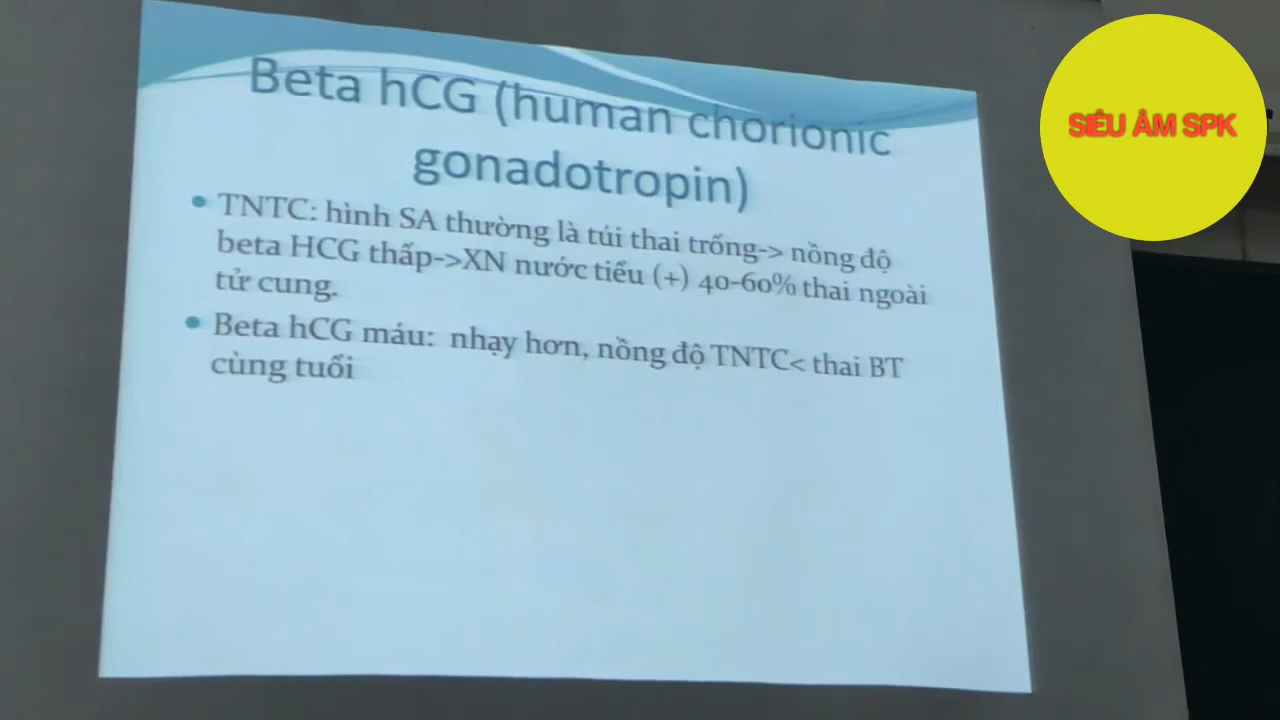 Beta hCG (human chorionic
gonadotropin)
SIÊU ÂM SPK
• TNTC: hình SA thường là túi thai trống-> nồng độ
beta HCG thấp->XN nước tiểu (+) 40-60% thai ngoài
tử cung.
• Beta hCG máu: nhạy hơn, nồng độ TNTC< thai BT
cùng tuổi